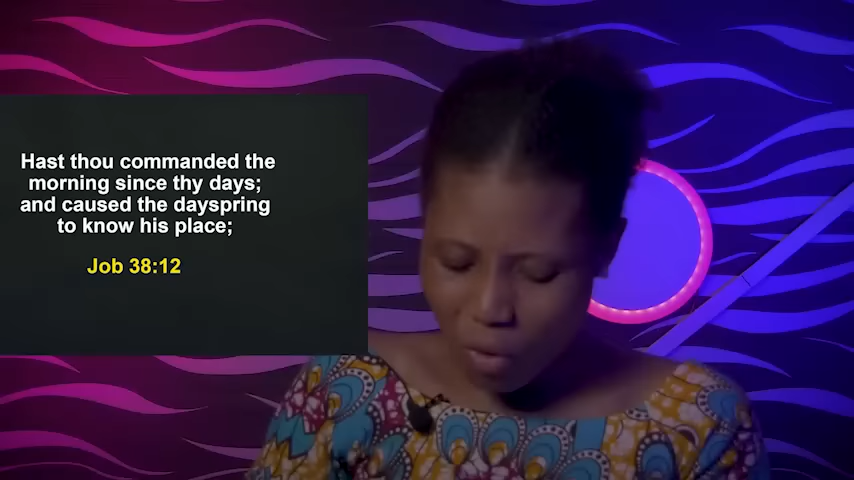 Hast thou commanded the
morning since thy days;
and caused the dayspring
to know his place;
Job 38:12